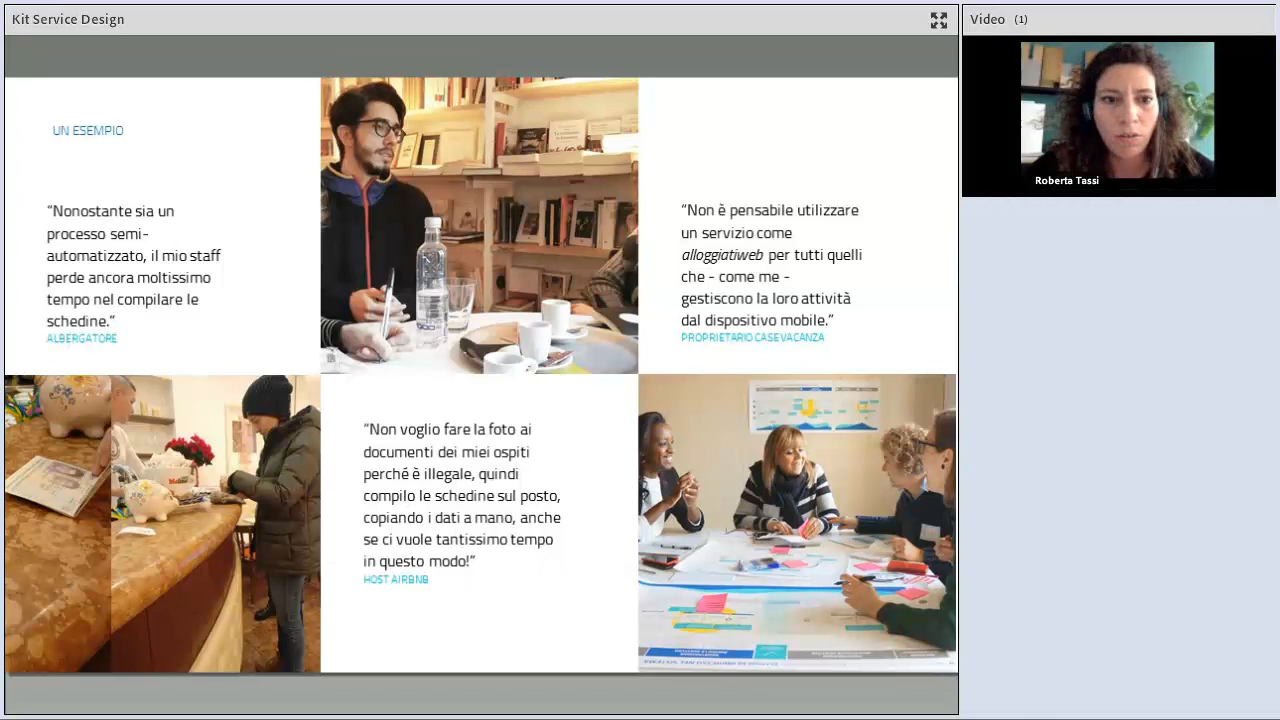 Kit Service Design
Video (1)
Roberta Tassi
UN ESEMPIO
“Nonostante sia un
processo semi-
automatizzato, il mio staff
perde ancora moltissimo
tempo nel compilare le
schedine.”
ALBERGATORE
“Non è pensabile utilizzare
un servizio come
alloggiatiweb per tutti quelli
che - come me -
gestiscono la loro attività
dal dispositivo mobile.”
PROPRIETARIO CASE VACANZA
“Non voglio fare la foto ai
documenti dei miei ospiti
perché è illegale, quindi
compilo le schedine sul posto,
copiando i dati a mano, anche
se ci vuole tantissimo tempo
in questo modo!”
HOST AIRBNB